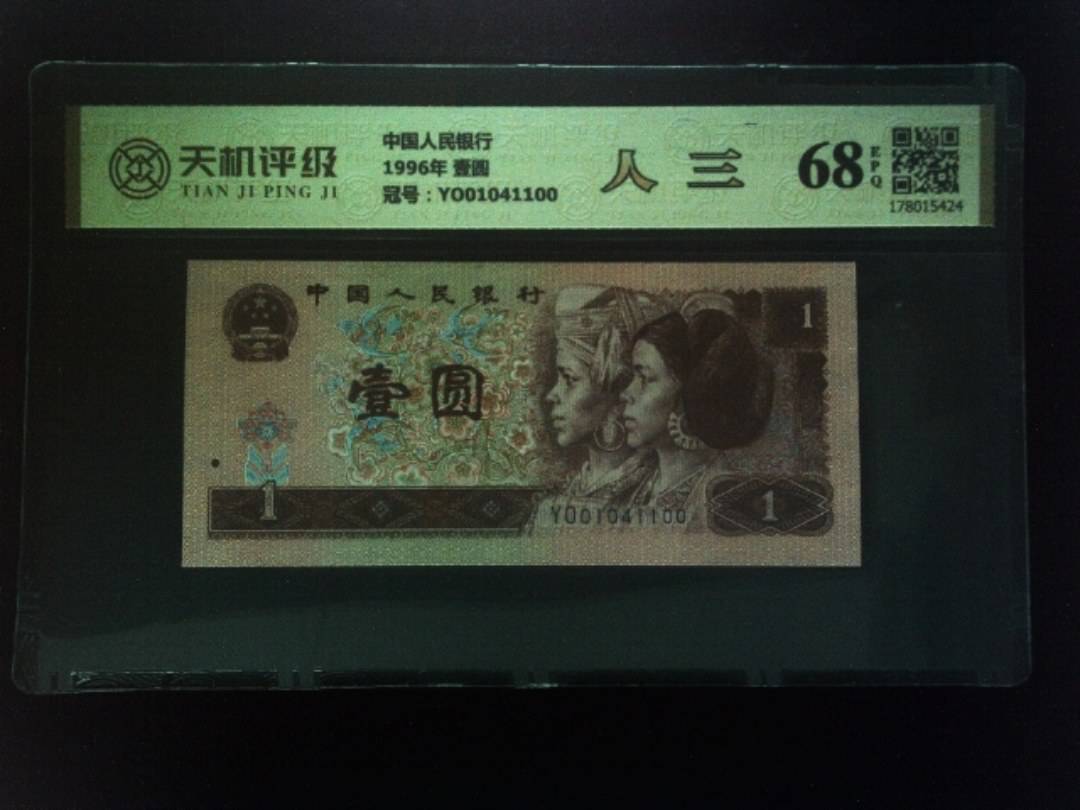 天机评级
TIAN JI PING JI
中国人民银行
1996年 壹圆
冠号：YO01041100
人 三
68
EPQ
178015424
中国人民银行
壹圆
1
1
YO01041100
1